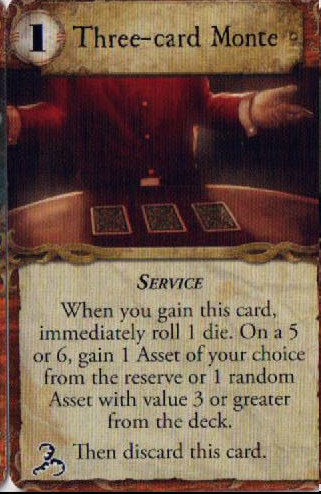 1 Three-card Monte
SERVICE
When you gain this card,
immediately roll 1 die. On a 5
or 6, gain 1 Asset of your choice
from the reserve or 1 random
Asset with value 3 or greater
from the deck.
Then discard this card.